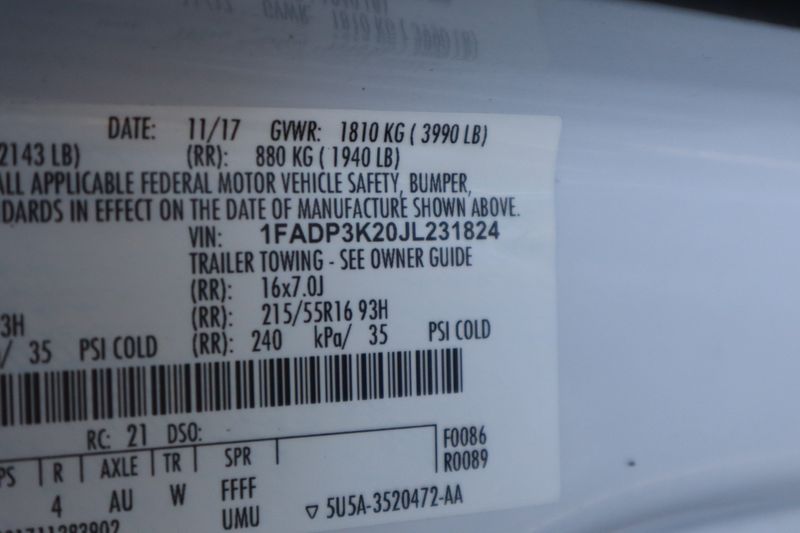 DATE: 11/17 GVWR: 1810 KG ( 3990 LB)
2143 LB) (RR): 880 KG ( 1940 LB)
ALL APPLICABLE FEDERAL MOTOR VEHICLE SAFETY, BUMPER,
DARDS IN EFFECT ON THE DATE OF MANUFACTURE SHOWN ABOVE.
VIN: 1FADP3K20JL231824
TRAILER TOWING - SEE OWNER GUIDE
(RR): 16x7.0J
3H (RR): 215/55R16 93H
/ 35 PSI COLD (RR): 240 kPa/ 35 PSI COLD
RC: 21 DSO:
PS R AXLE TR SPR F0086
R0089
4 AU W FFFF
UMU ▽ 5U5A-3520472-AA